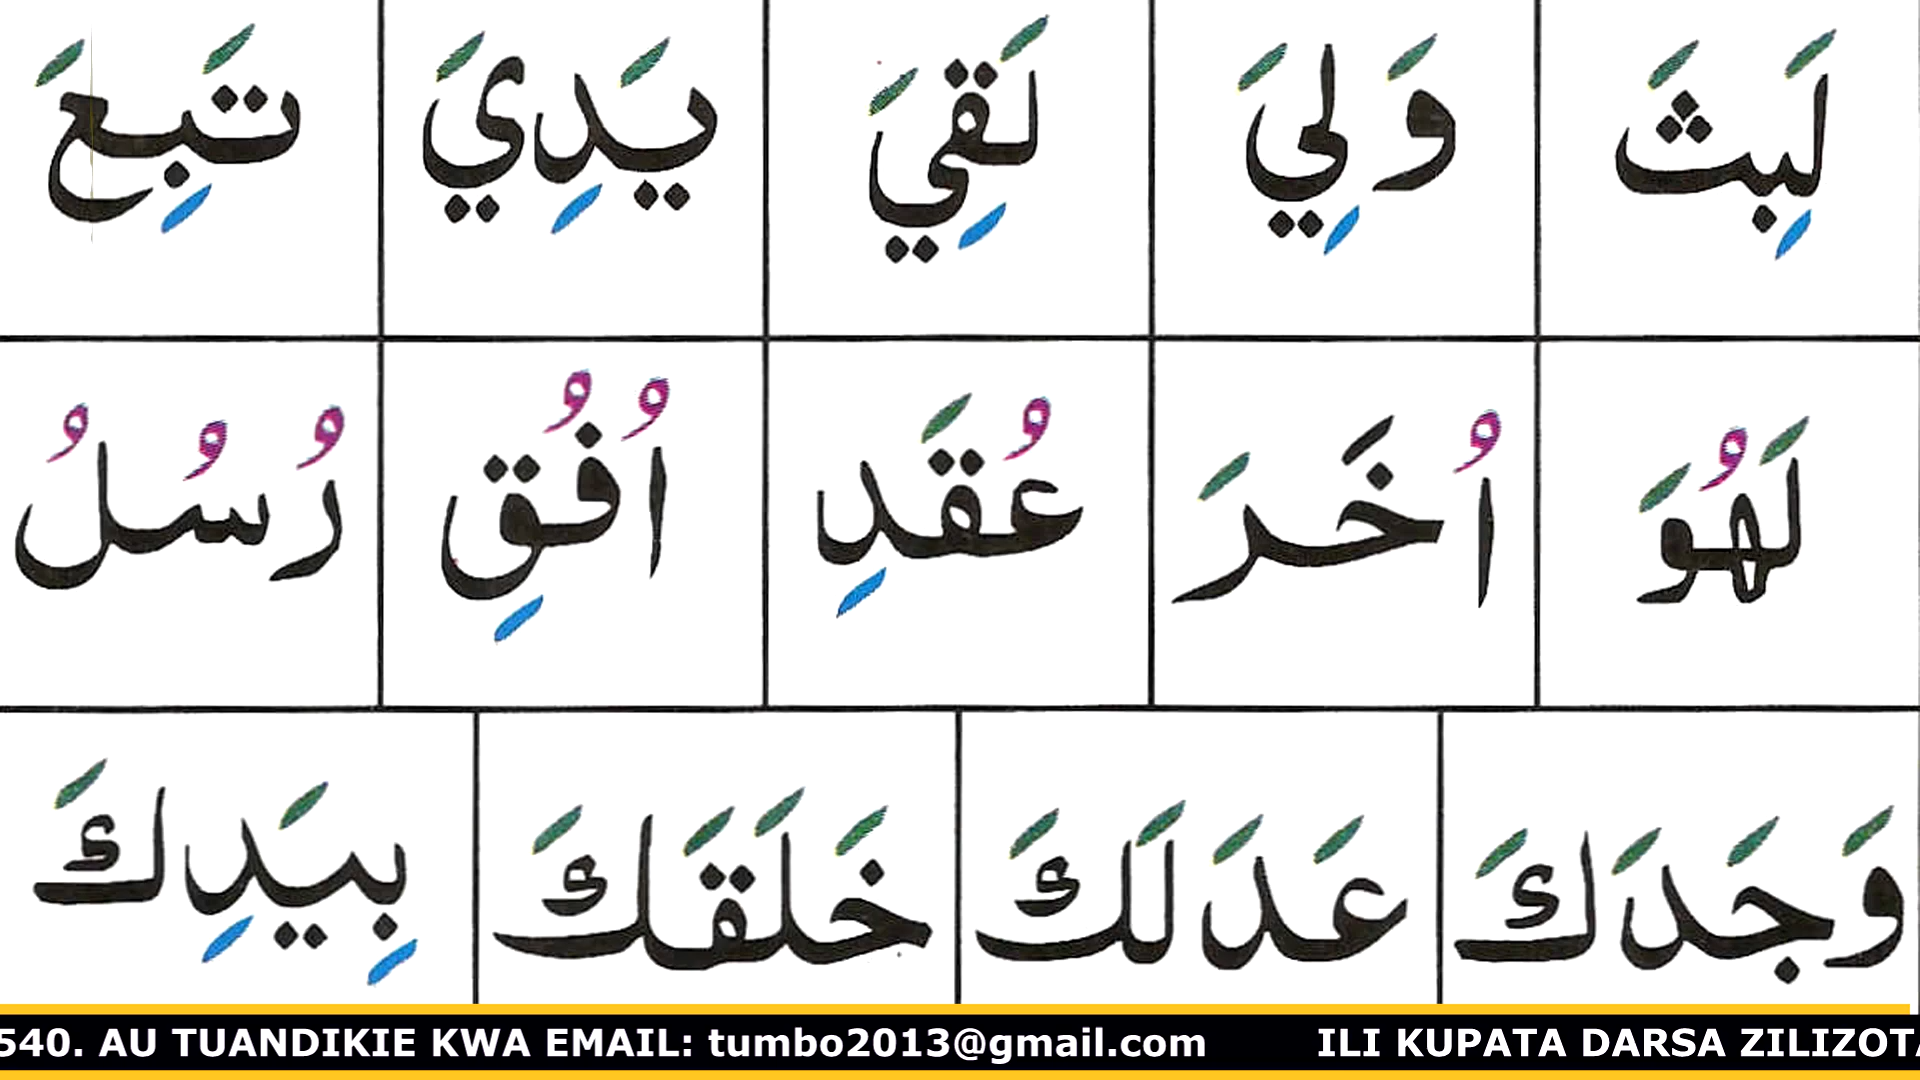 لَبِثَ وَلِيَ لَقِيَ يَدِيَ تَبِعَ
لَهُوَ اُخَرَ عُقَدِ اُفُقِ رُسُلُ
وَجَدَكَ عَدَلَكَ خَلَقَكَ بِيَدِكَ
540. AU TUANDIKIE KWA EMAIL: tumbo2013@gmail.com ILI KUPATA DARSA ZILIZOTA